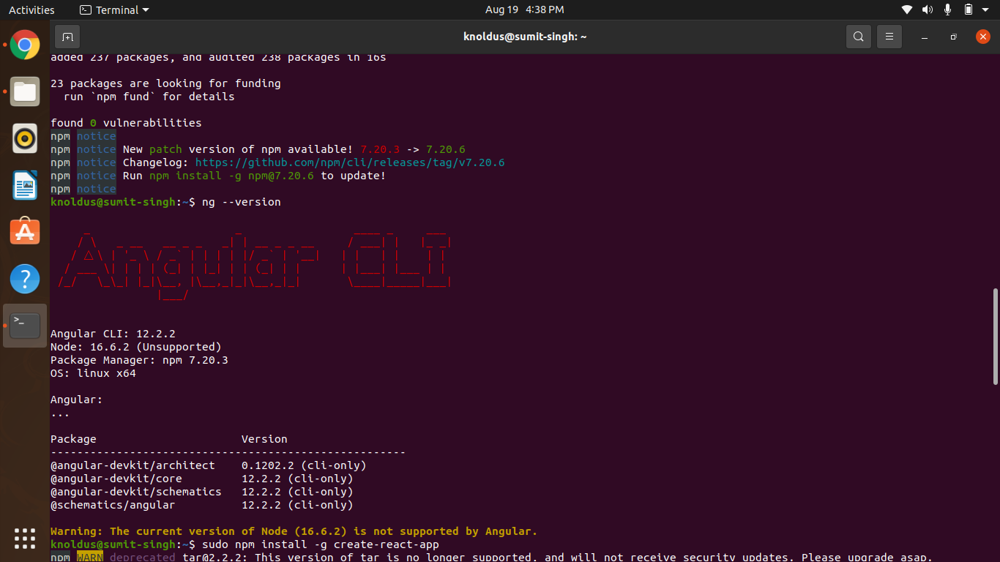 Activities Terminal Aug 19 4:38 PM
knoldus@sumit-singh: ~
added 237 packages, and audited 238 packages in 16s
23 packages are looking for funding
  run `npm fund` for details
found 0 vulnerabilities
npm notice
npm notice New patch version of npm available! 7.20.3 -> 7.20.6
npm notice Changelog: https://github.com/npm/cli/releases/tag/v7.20.6
npm notice Run npm install -g npm@7.20.6 to update!
npm notice
knoldus@sumit-singh:~$ ng --version
Angular CLI
Angular CLI: 12.2.2
Node: 16.6.2 (Unsupported)
Package Manager: npm 7.20.3
OS: linux x64
Angular:
...
Package                      Version
------------------------------------------------------
@angular-devkit/architect    0.1202.2 (cli-only)
@angular-devkit/core         12.2.2 (cli-only)
@angular-devkit/schematics   12.2.2 (cli-only)
@schematics/angular          12.2.2 (cli-only)
Warning: The current version of Node (16.6.2) is not supported by Angular.
knoldus@sumit-singh:~$ sudo npm install -g create-react-app
npm WARN deprecated tar@2.2.2: This version of tar is no longer supported, and will not receive security updates. Please upgrade asap.